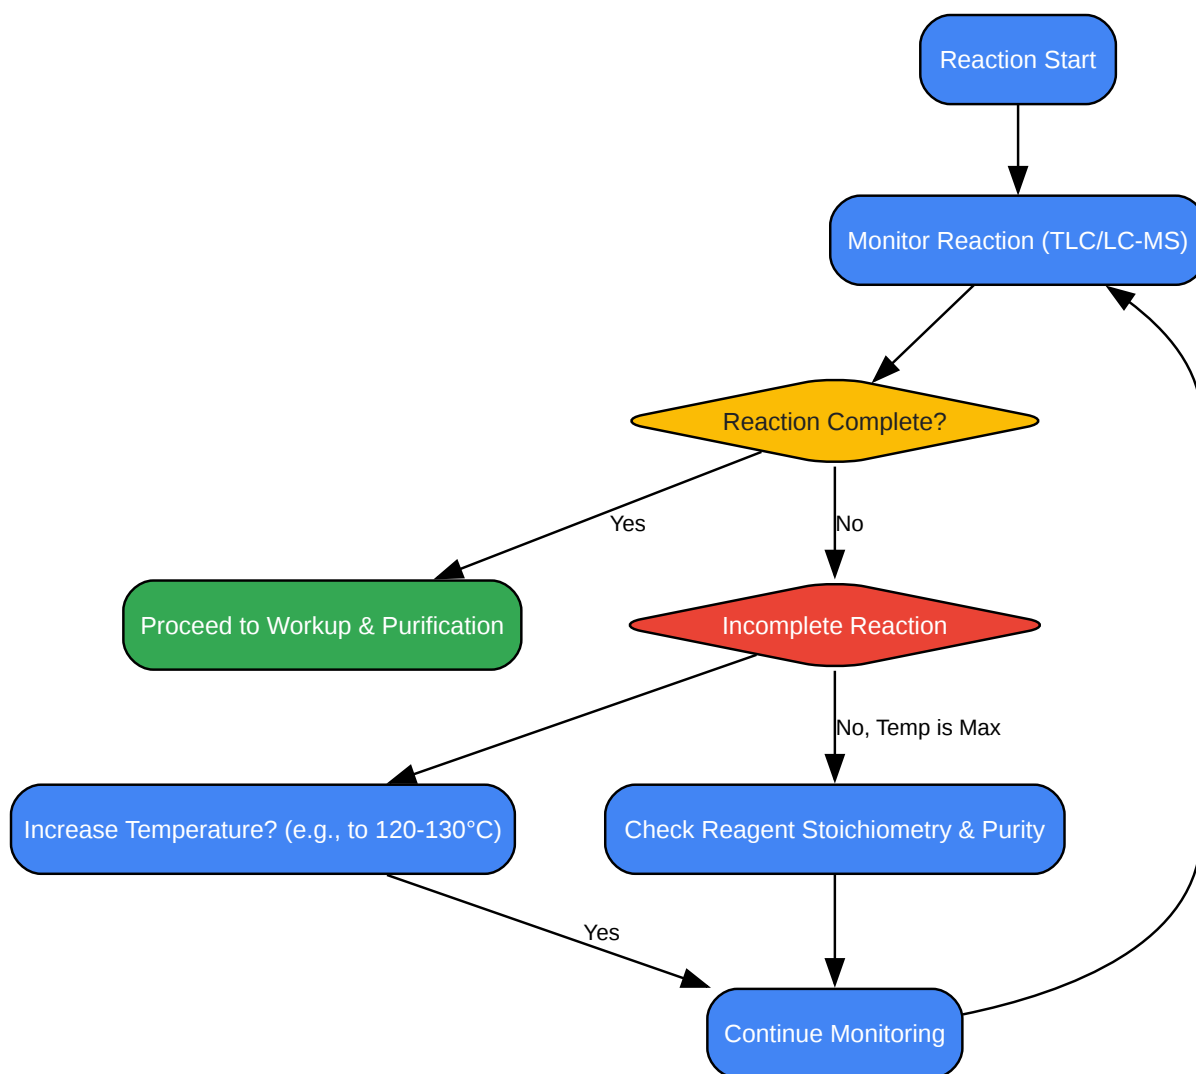 Reaction Start
Monitor Reaction (TLC/LC-MS)
Reaction Complete?
Yes
No
Proceed to Workup & Purification
Incomplete Reaction
No, Temp is Max
Increase Temperature? (e.g., to 120-130°C)
Check Reagent Stoichiometry & Purity
Yes
Continue Monitoring